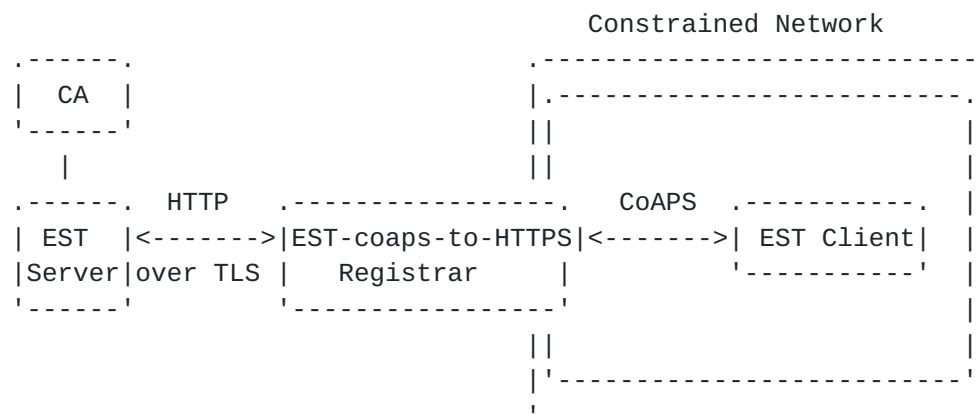 Constrained Network
CA
HTTP CoAPS
EST EST-coaps-to-HTTPS EST Client
Server over TLS Registrar